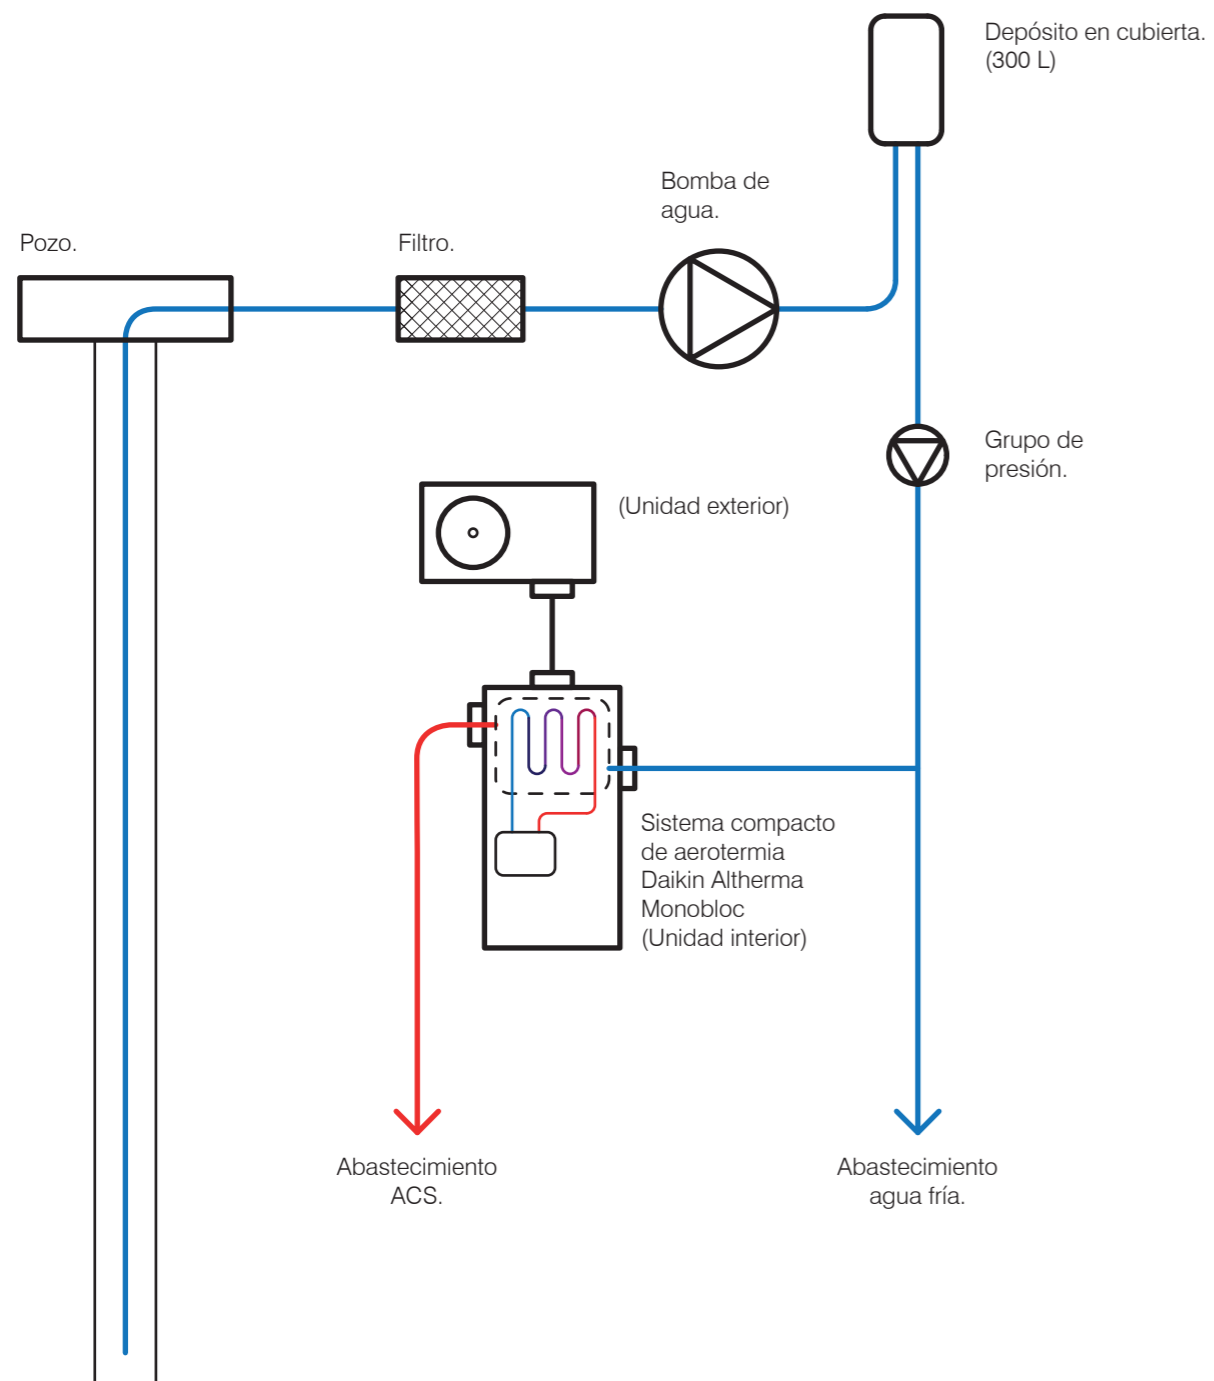 Depósito en cubierta.
(300 L)
Bomba de
agua.
Pozo.
Filtro.
Grupo de
presión.
(Unidad exterior)
Sistema compacto
de aerotermia
Daikin Altherma
Monobloc
(Unidad interior)
Abastecimiento
ACS.
Abastecimiento
agua fría.